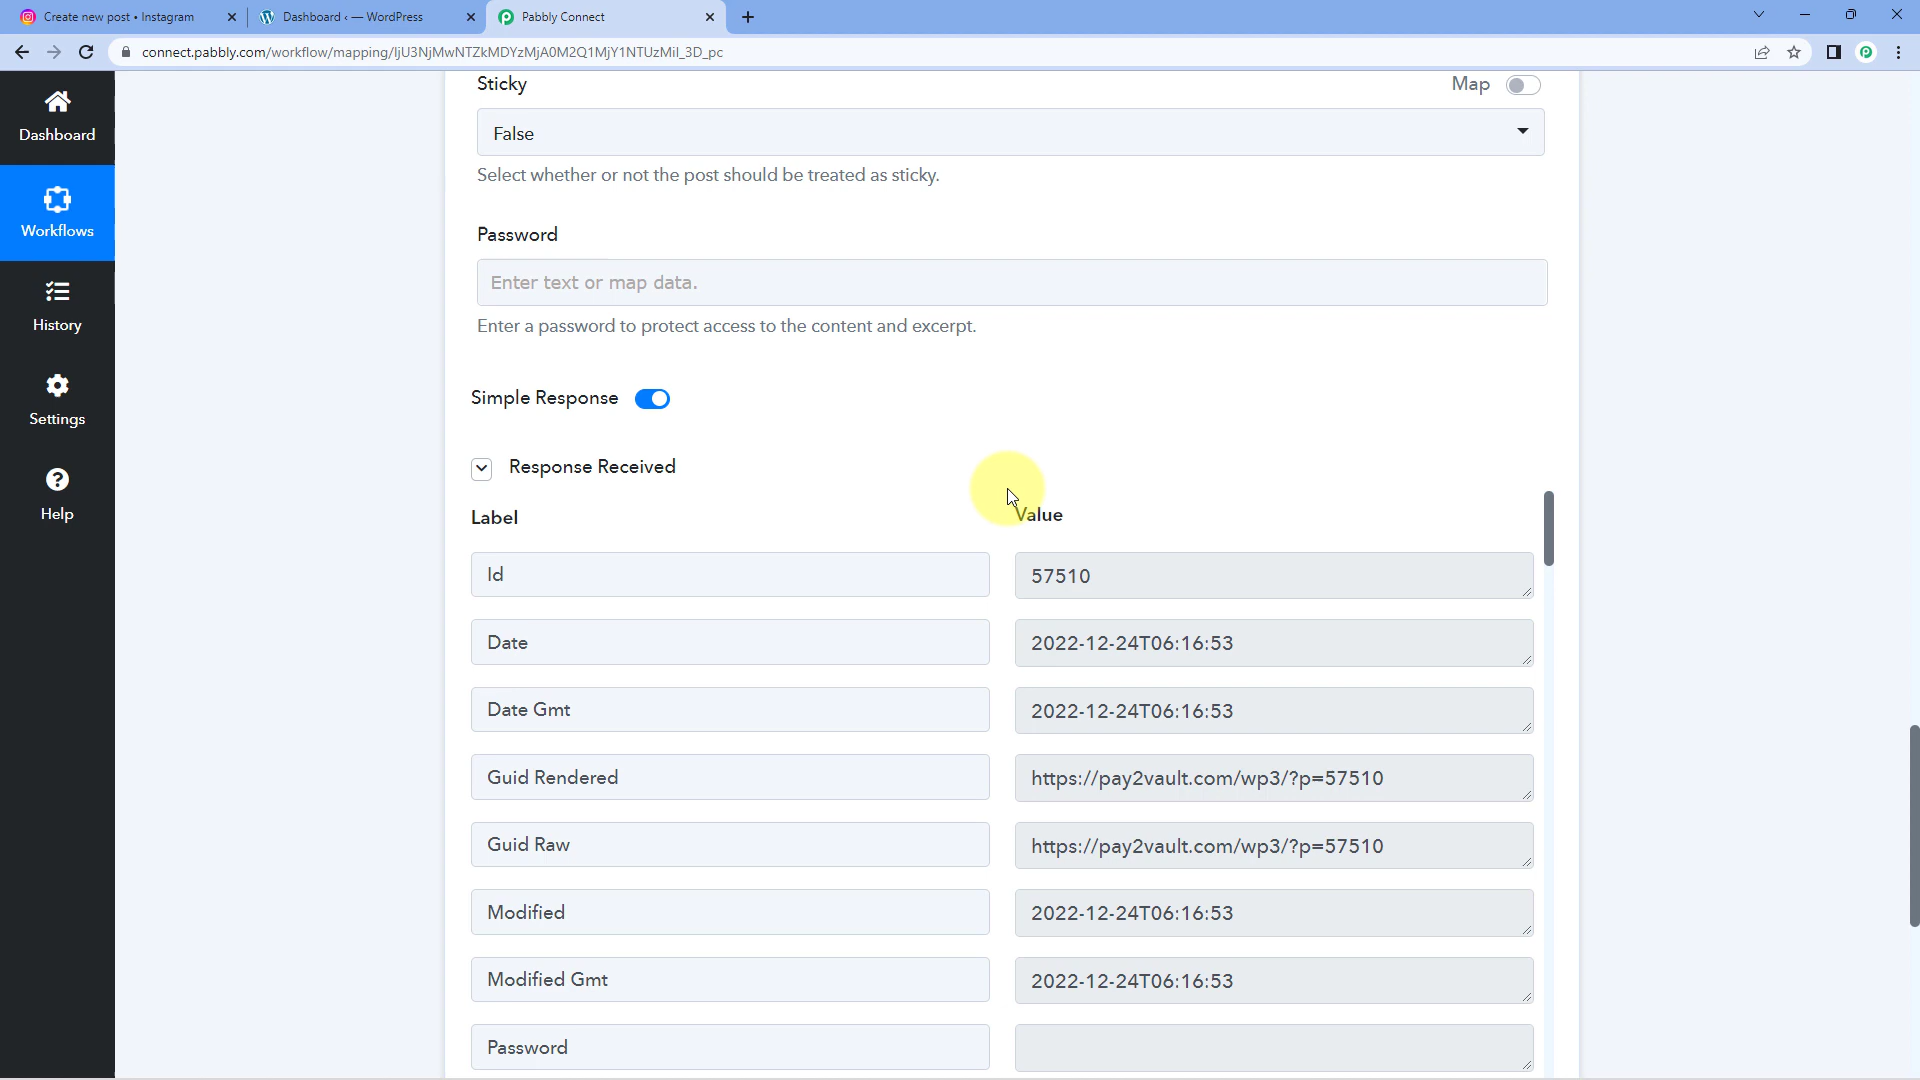 Create new post • Instagram
Dashboard ‹ — WordPress
Pabbly Connect
connect.pabbly.com/workflow/mapping/IjU3NjMwNTZkMDYzMjA0M2Q1MjY1NTUzMiI_3D_pc
Dashboard
Workflows
History
Settings
Help
Sticky
Map
False
Select whether or not the post should be treated as sticky.
Password
Enter text or map data.
Enter a password to protect access to the content and excerpt.
Simple Response
Response Received
Label
Value
Id
57510
Date
2022-12-24T06:16:53
Date Gmt
2022-12-24T06:16:53
Guid Rendered
https://pay2vault.com/wp3/?p=57510
Guid Raw
https://pay2vault.com/wp3/?p=57510
Modified
2022-12-24T06:16:53
Modified Gmt
2022-12-24T06:16:53
Password